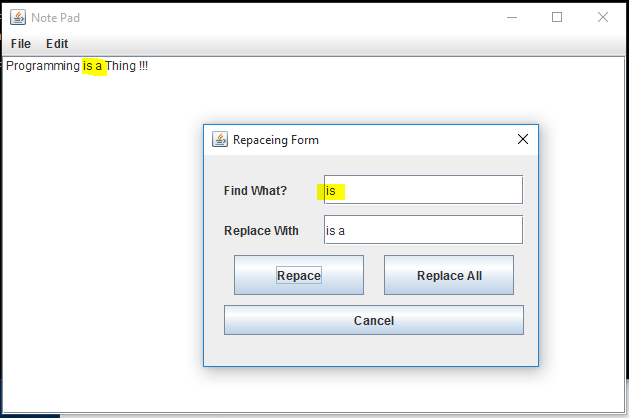 Note Pad
File Edit
Programming is a Thing !!!
Repaceing Form
Find What? is
Replace With is a
Repace Replace All
Cancel